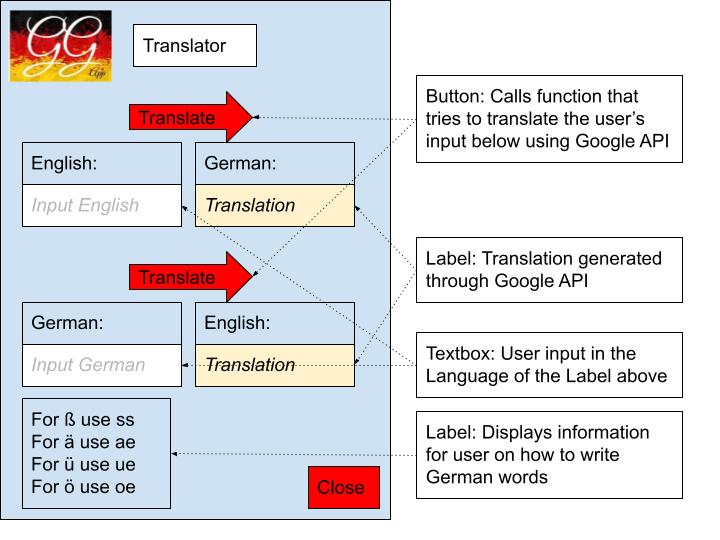 GG
App
Translator
Translate
English:
German:
Input English
Translation
Translate
German:
English:
Input German
Translation
For ß use ss
For ä use ae
For ü use ue
For ö use oe
Close
Button: Calls function that
tries to translate the user’s
input below using Google API
Label: Translation generated
through Google API
Textbox: User input in the
Language of the Label above
Label: Displays information
for user on how to write
German words